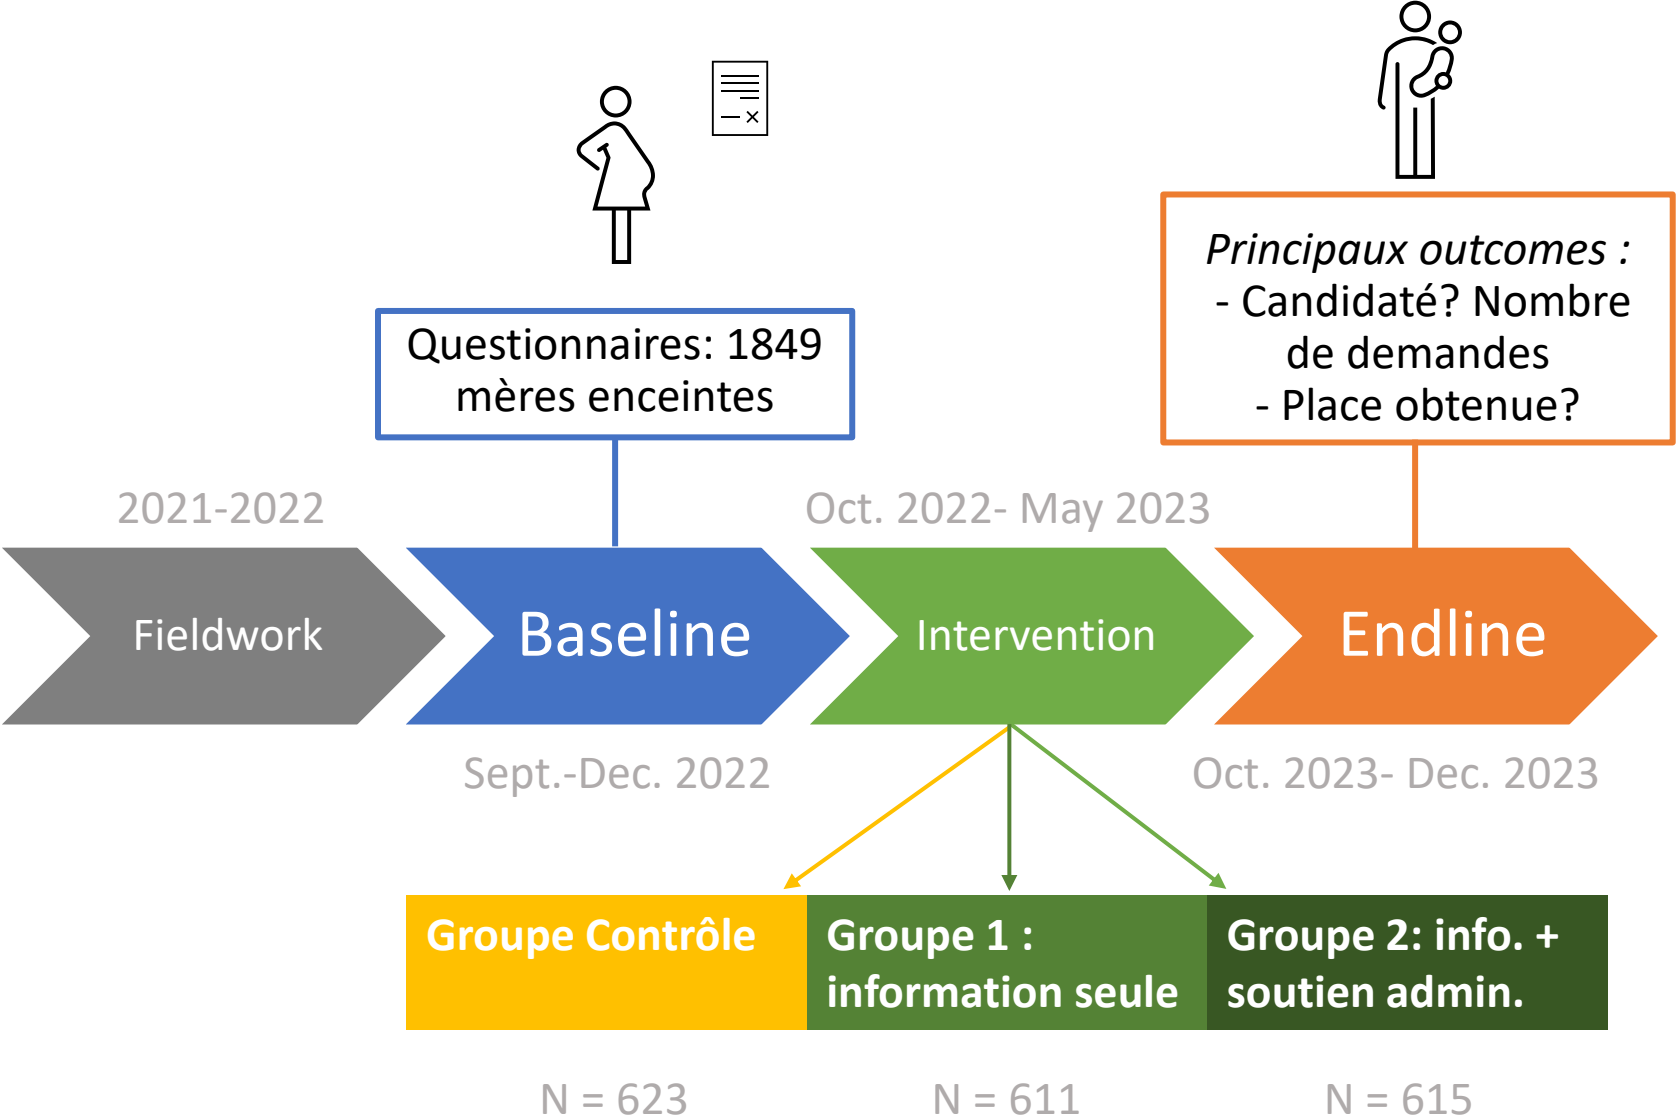 Principaux outcomes :
- Candidaté? Nombre
de demandes
- Place obtenue?
Questionnaires: 1849
mères enceintes
2021-2022
Oct. 2022- May 2023
Fieldwork
Baseline
Intervention
Endline
Sept.-Dec. 2022
Oct. 2023- Dec. 2023
Groupe Contrôle
Groupe 1 :
information seule
Groupe 2: info. +
soutien admin.
N = 623
N = 611
N = 615